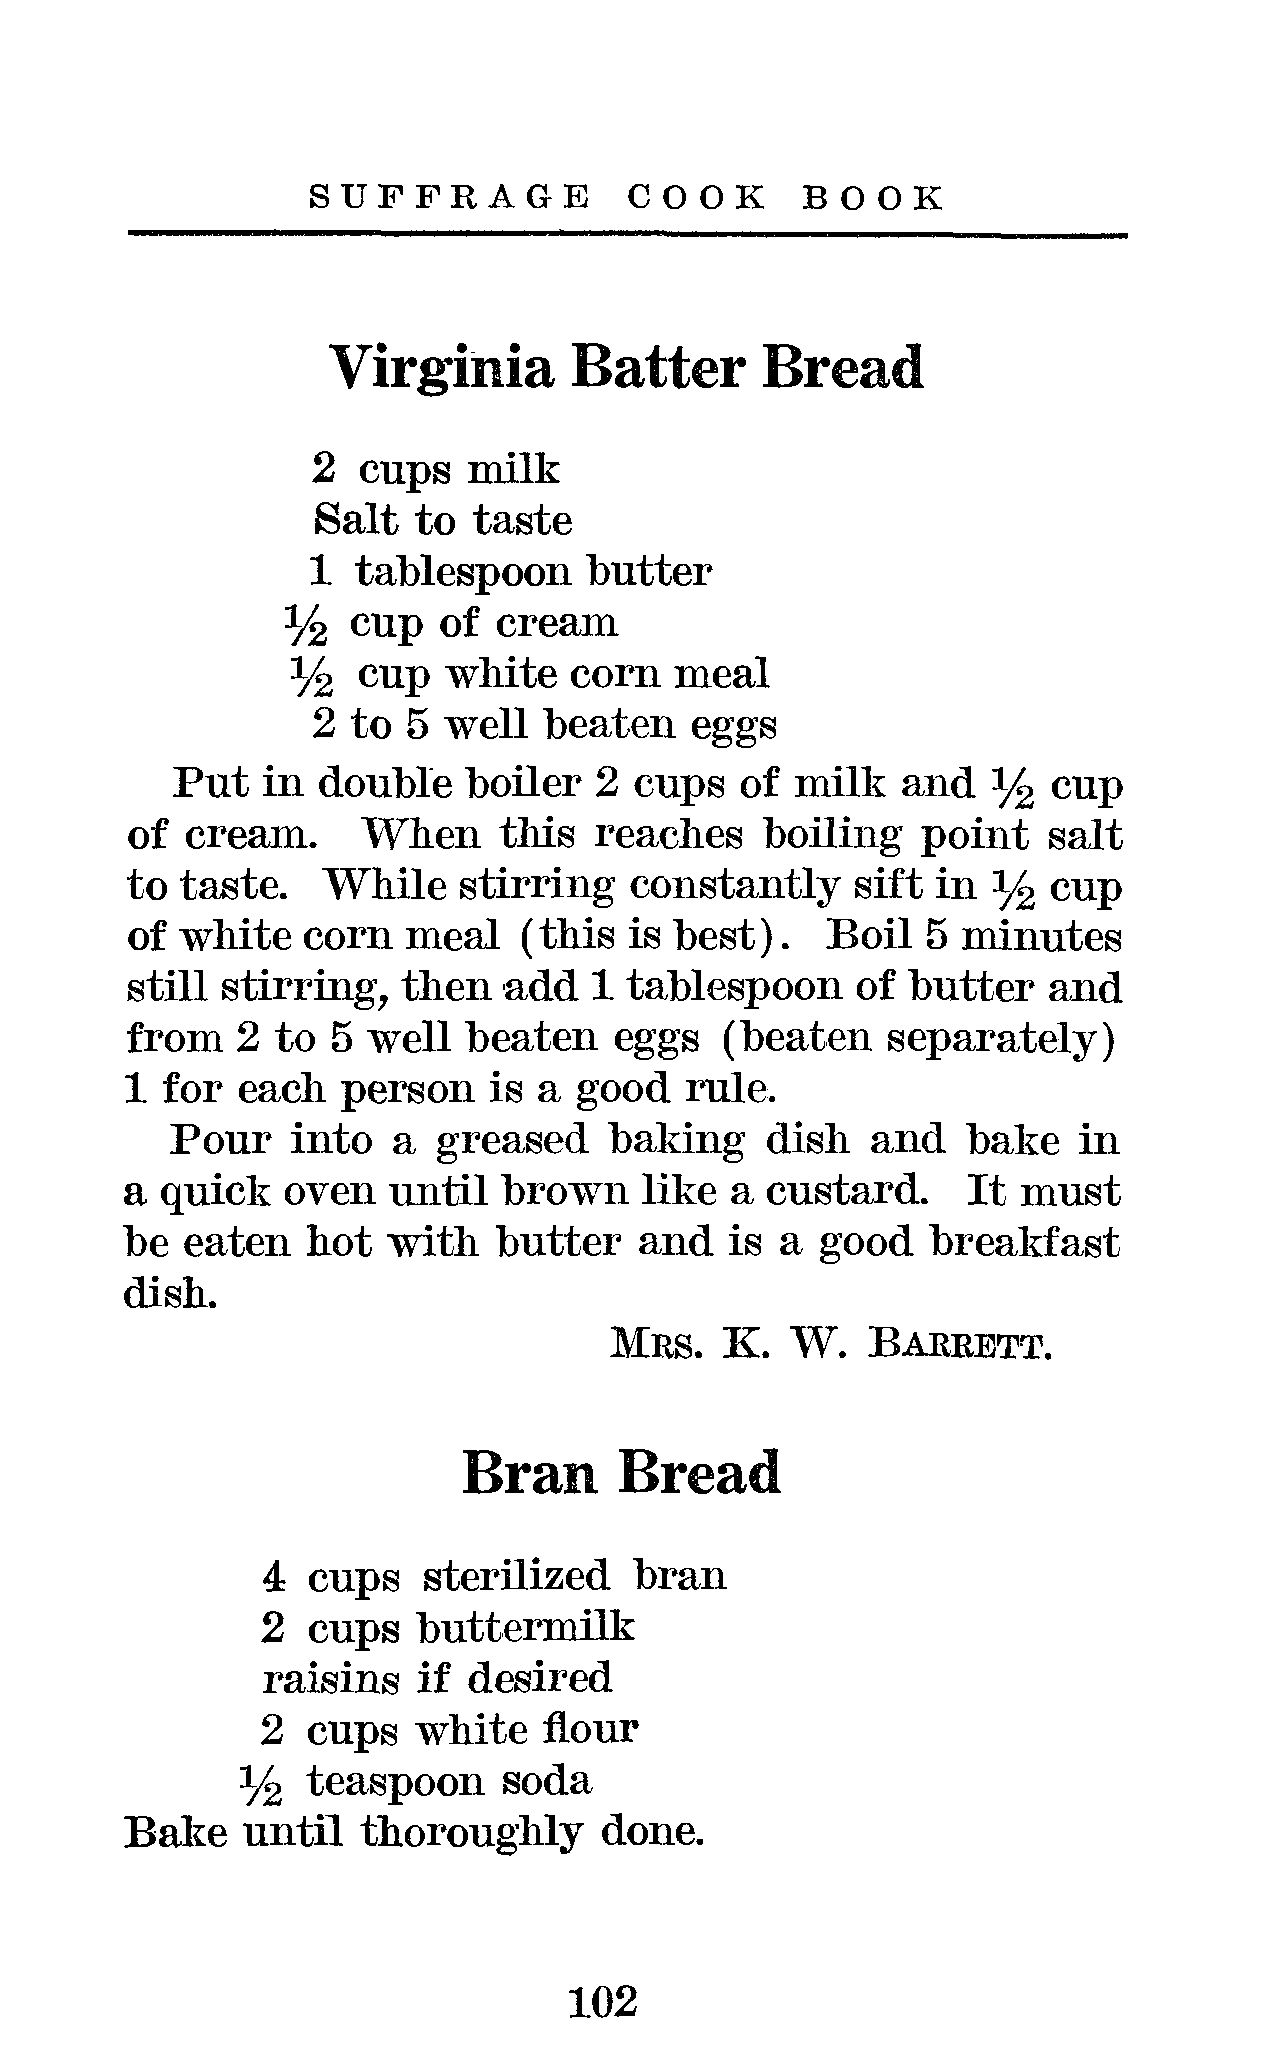 SUFFRAGE COOK BOOK
Virginia Batter Bread
2 cups milk
Salt to taste
1 tablespoon butter
½ cup of cream
½ cup white corn meal
2 to 5 well beaten eggs
Put in double boiler 2 cups of milk and ½ cup
of cream. When this reaches boiling point salt
to taste. While stirring constantly sift in ½ cup
of white corn meal (this is best). Boil 5 minutes
still stirring, then add 1 tablespoon of butter and
from 2 to 5 well beaten eggs (beaten separately)
1 for each person is a good rule.
Pour into a greased baking dish and bake in
a quick oven until brown like a custard. It must
be eaten hot with butter and is a good breakfast
dish.
MRS. K. W. BARRETT.
Bran Bread
4 cups sterilized bran
2 cups buttermilk
raisins if desired
2 cups white flour
½ teaspoon soda
Bake until thoroughly done.
102